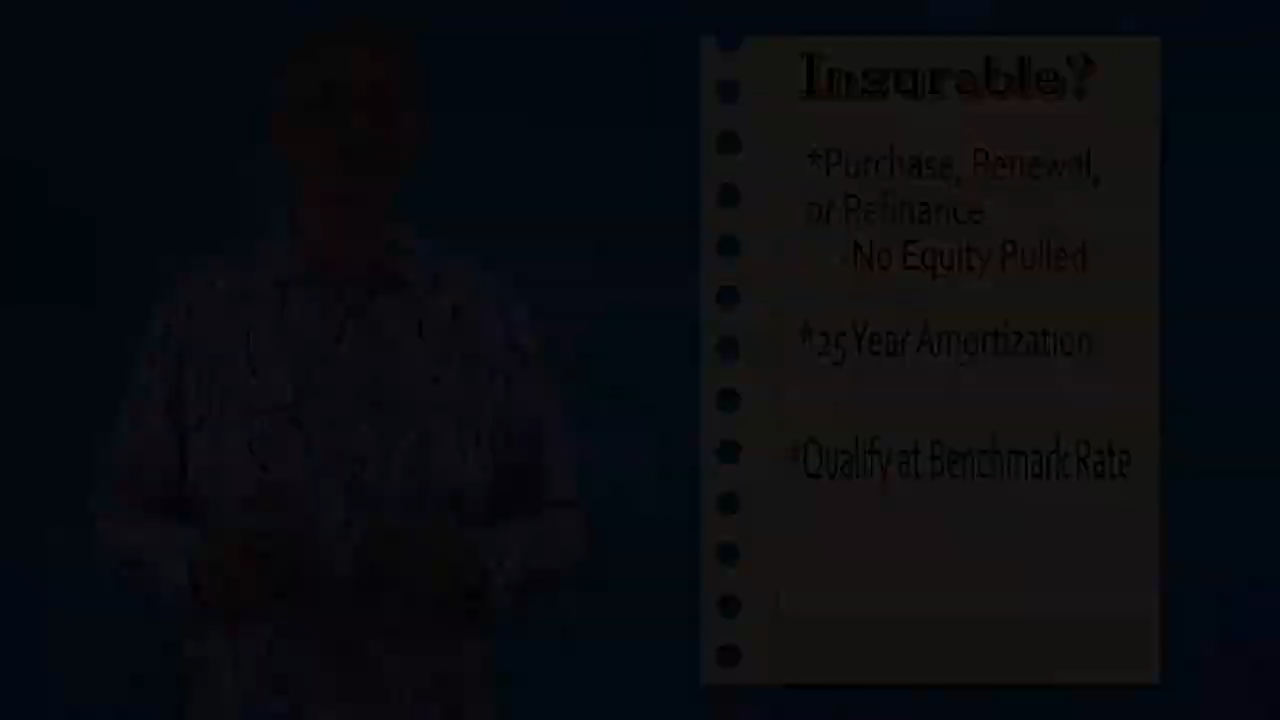 Insurable?
*Purchase, Renewal,
or Refinance
No Equity Pulled
*25 Year Amortization
*Qualify at Benchmark Rate